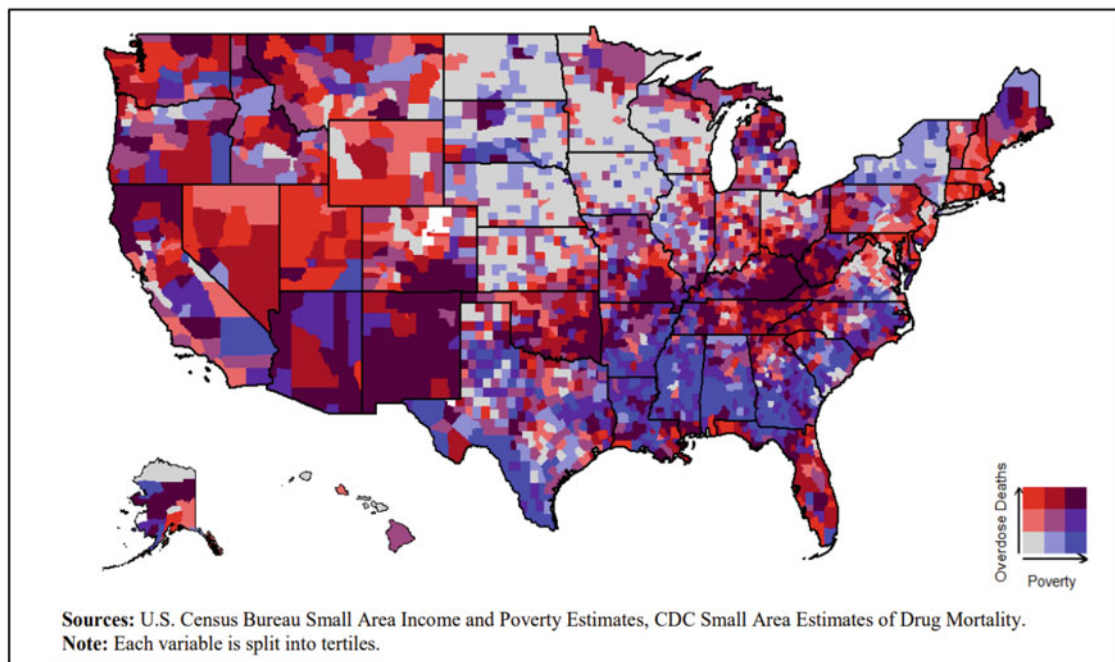 Overdose Deaths
Poverty
Sources: U.S. Census Bureau Small Area Income and Poverty Estimates, CDC Small Area Estimates of Drug Mortality.
Note: Each variable is split into tertiles.